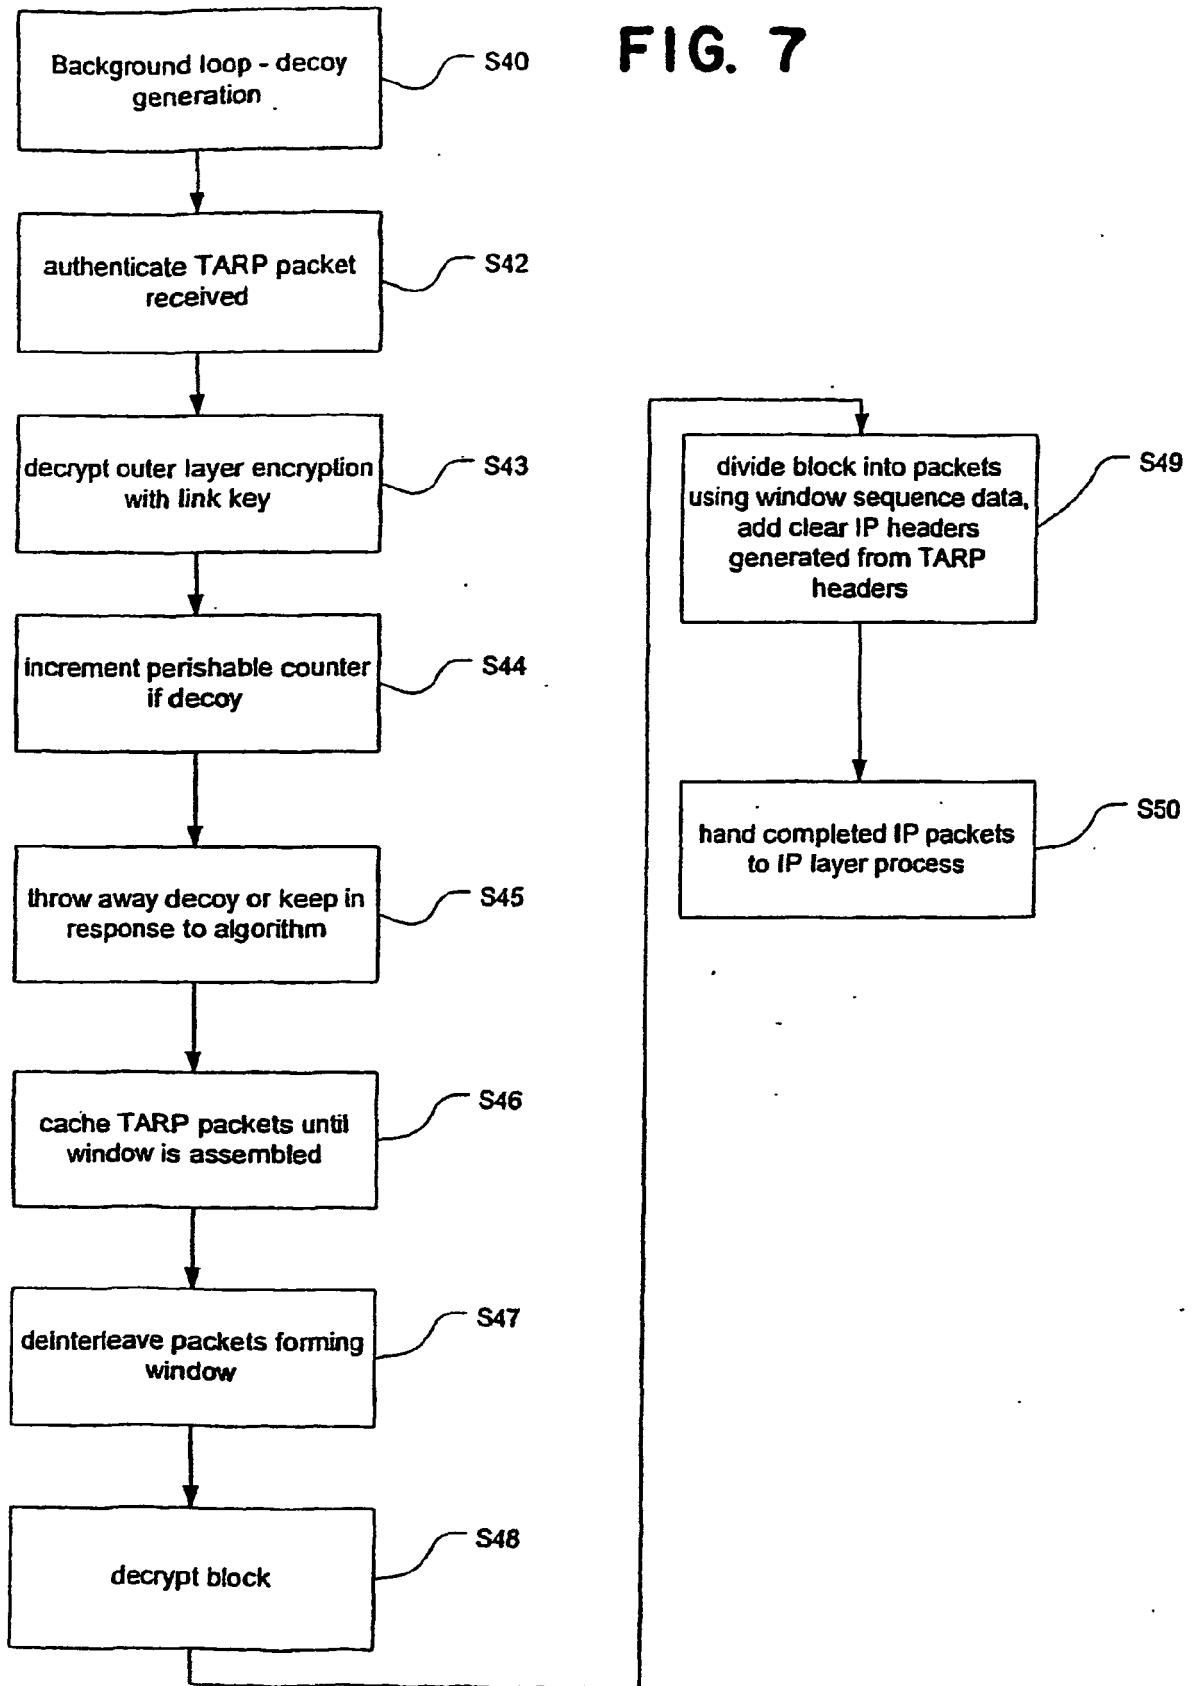 FIG. 7
Background loop - decoy
generation
S40
authenticate TARP packet
received
S42
decrypt outer layer encryption
with link key
S43
increment perishable counter
if decoy
S44
throw away decoy or keep in
response to algorithm
S45
cache TARP packets until
window is assembled
S46
deinterleave packets forming
window
S47
decrypt block
S48
divide block into packets
using window sequence data,
add clear IP headers
generated from TARP
headers
S49
hand completed IP packets
to IP layer process
S50